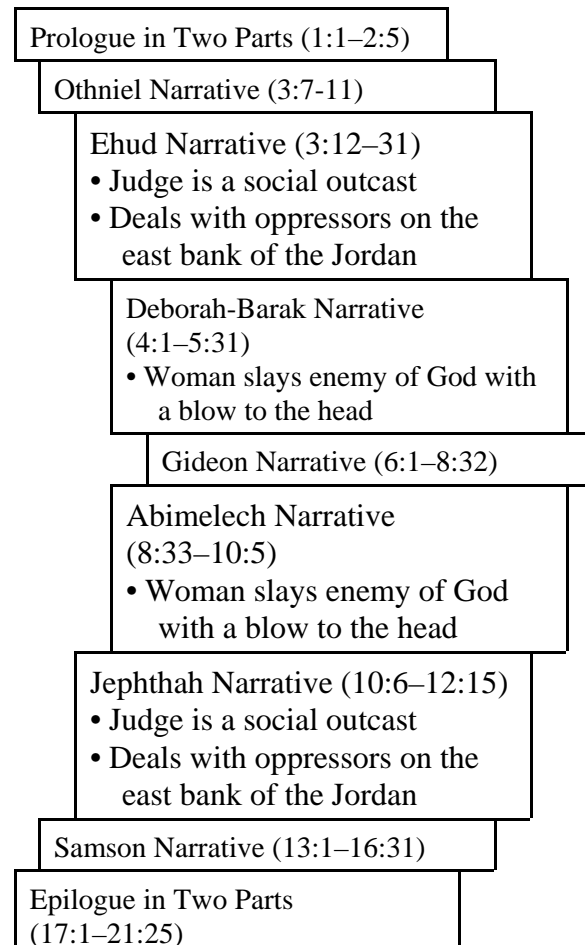 Prologue in Two Parts (1:1–2:5)
Othniel Narrative (3:7-11)
Ehud Narrative (3:12–31)
• Judge is a social outcast
• Deals with oppressors on the
east bank of the Jordan
Deborah-Barak Narrative
(4:1–5:31)
• Woman slays enemy of God with
a blow to the head
Gideon Narrative (6:1–8:32)
Abimelech Narrative
(8:33–10:5)
• Woman slays enemy of God
with a blow to the head
Jephthah Narrative (10:6–12:15)
• Judge is a social outcast
• Deals with oppressors on the
east bank of the Jordan
Samson Narrative (13:1–16:31)
Epilogue in Two Parts
(17:1–21:25)